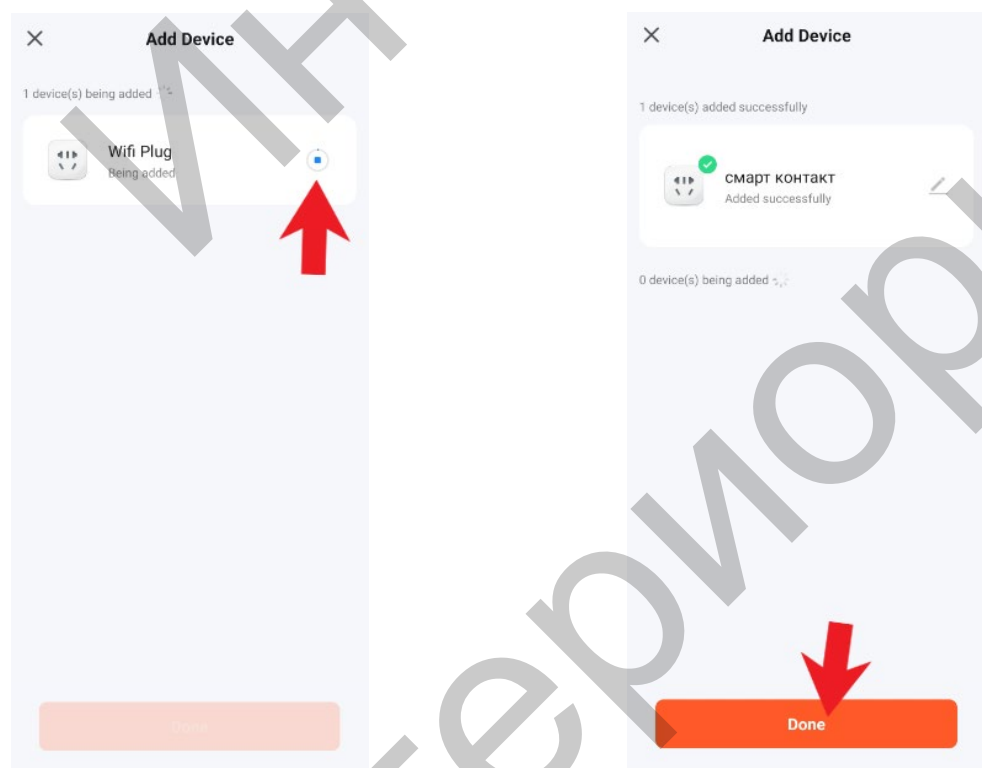 Add Device
1 device(s) being added
Wifi Plug
Being added
Done
Add Device
1 device(s) added successfully
смарт контакт
Added successfully
0 device(s) being added
Done